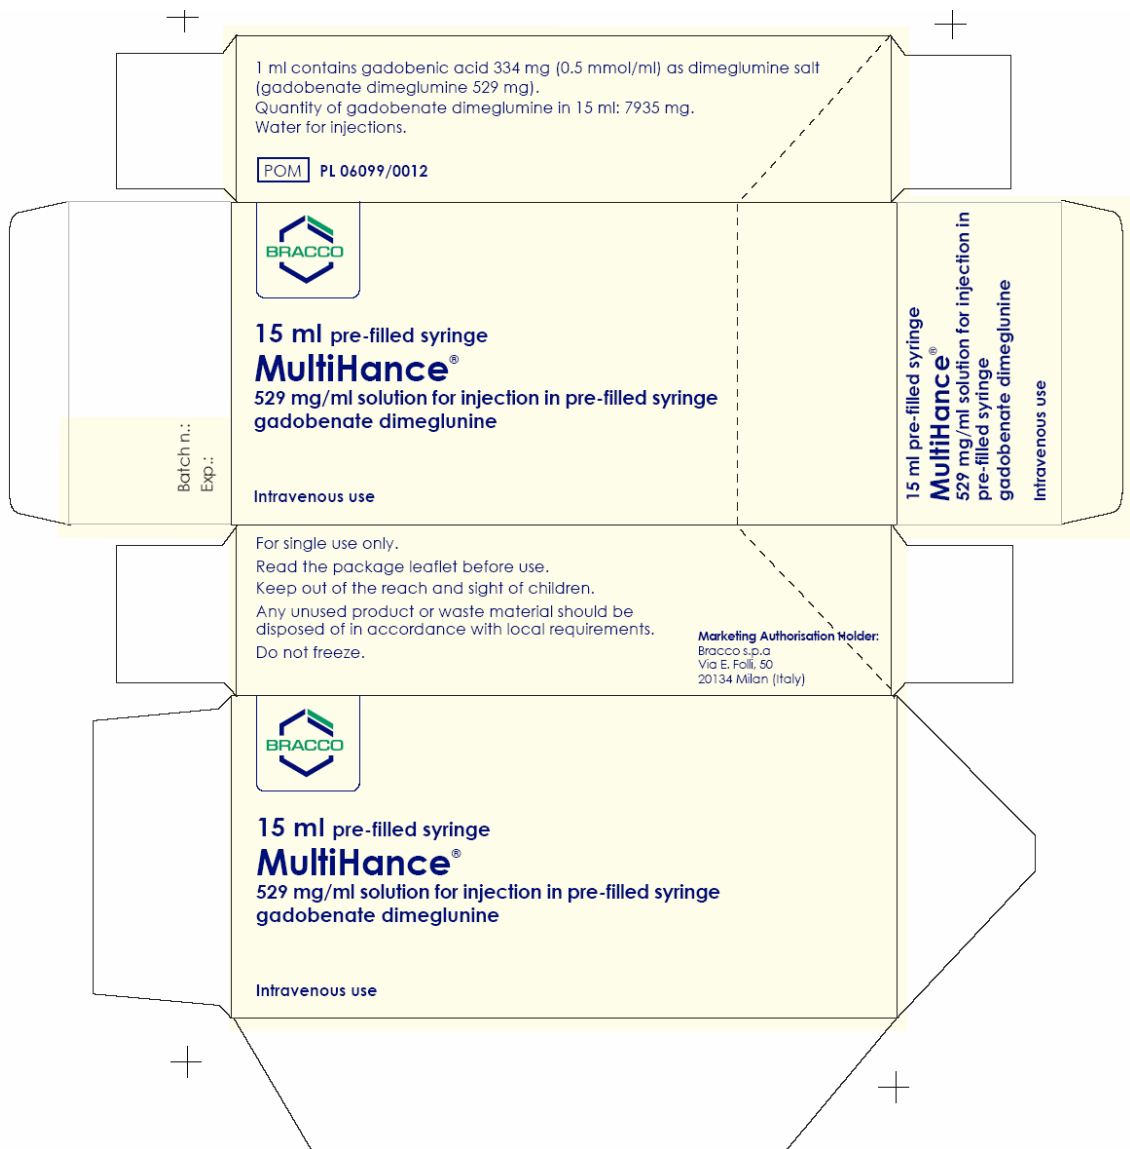 1 ml contains gadobenic acid 334 mg (0.5 mmol/ml) as dimeglumine salt
(gadobenate dimeglumine 529 mg).
Quantity of gadobenate dimeglumine in 15 ml: 7935 mg.
Water for injections.
POM PL 06099/0012
BRACCO
15 ml pre-filled syringe
MultiHance®
529 mg/ml solution for injection in pre-filled syringe
gadobenate dimeglunine
Intravenous use
Batch n.:
Exp.:
15 ml pre-filled syringe
MultiHance®
529 mg/ml solution for injection in
pre-filled syringe
gadobenate dimeglunine
Intravenous use
For single use only.
Read the package leaflet before use.
Keep out of the reach and sight of children.
Any unused product or waste material should be
disposed of in accordance with local requirements.
Do not freeze.
Marketing Authorisation Holder:
Bracco s.p.a
Via E. Folli, 50
20134 Milan (Italy)
BRACCO
15 ml pre-filled syringe
MultiHance®
529 mg/ml solution for injection in pre-filled syringe
gadobenate dimeglunine
Intravenous use